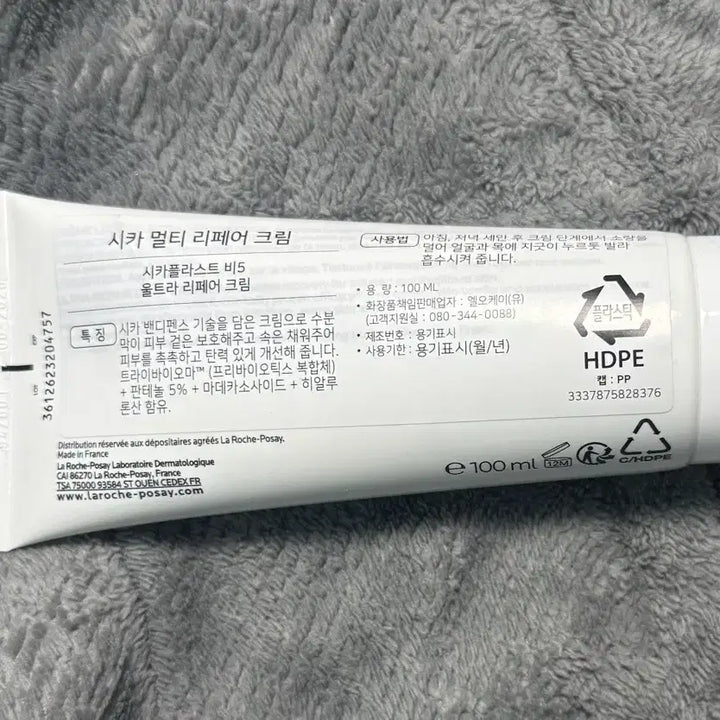 시카 멀티 리페어 크림
시카플라스트 비5
울트라 리페어 크림
특 징
시카 밴디펜스 기술을 담은 크림으로 수분
막이 피부 겉은 보호해주고 속은 채워주어
피부를 촉촉하고 탄력 있게 개선해 줍니다.
트라이바이오마™ (프리바이오틱스 복합체)
+ 판테놀 5% + 마데카소사이드 + 히알루
론산 함유.
사용법
아침, 저녁 세안 후 크림 단계에서 소량을
덜어 얼굴과 목에 지긋이 누르듯 발라
흡수시켜 줍니다.
• 용 량 : 100 ML
• 화장품책임판매업자 : 엘오케이(유)
(고객지원실 : 080-344-0088)
• 제조번호 : 용기표시
• 사용기한 : 용기표시(월/년)
플라스틱
HDPE
캡 : PP
3337875828376
3612623204757
Distribution réservée aux dépositaires agréés La Roche-Posay.
Made in France
La Roche-Posay Laboratoire Dermatologique
CAI 86270 La Roche-Posay, France
TSA 75000 93584 ST OUEN CEDEX FR
www.laroche-posay.com
e 100 ml
12M
C/HDPE